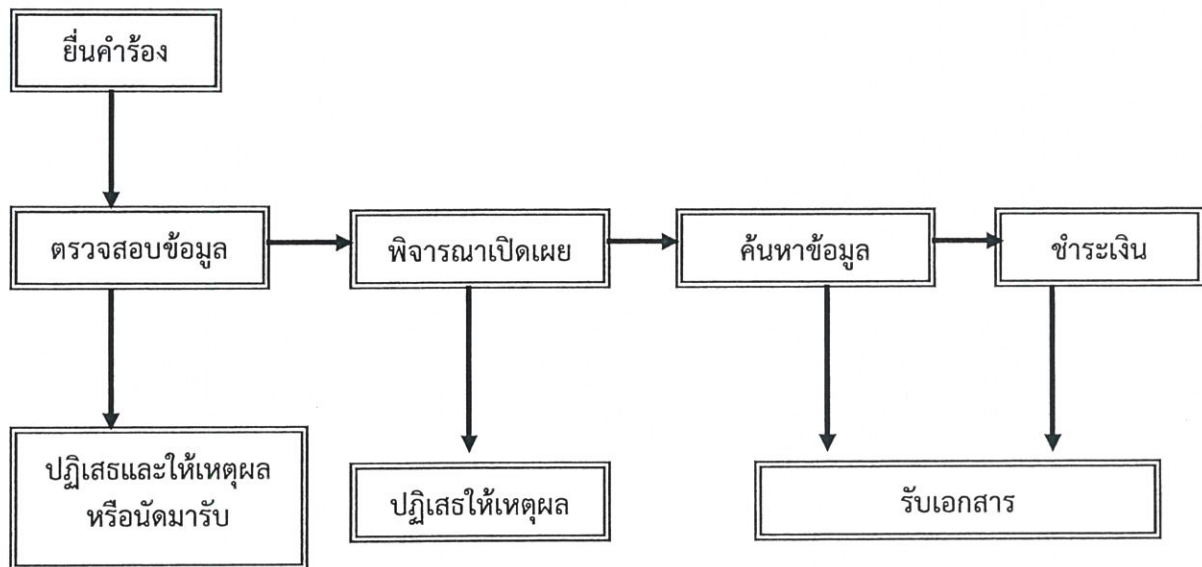 ยื่นคำร้อง
ตรวจสอบข้อมูล
พิจารณาเปิดเผย
ค้นหาข้อมูล
ชำระเงิน
ปฏิเสธและให้เหตุผล
หรือนัดมารับ
ปฏิเสธให้เหตุผล
รับเอกสาร